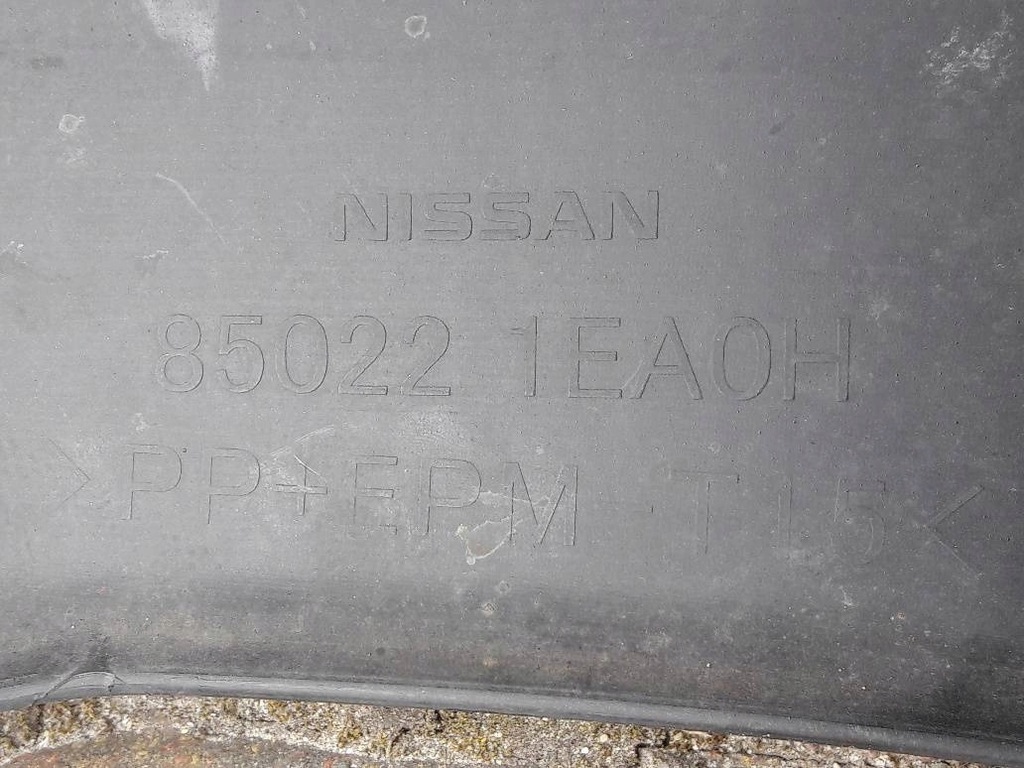 NISSAN
85022 1EA0H
>PP+EPM-T15<